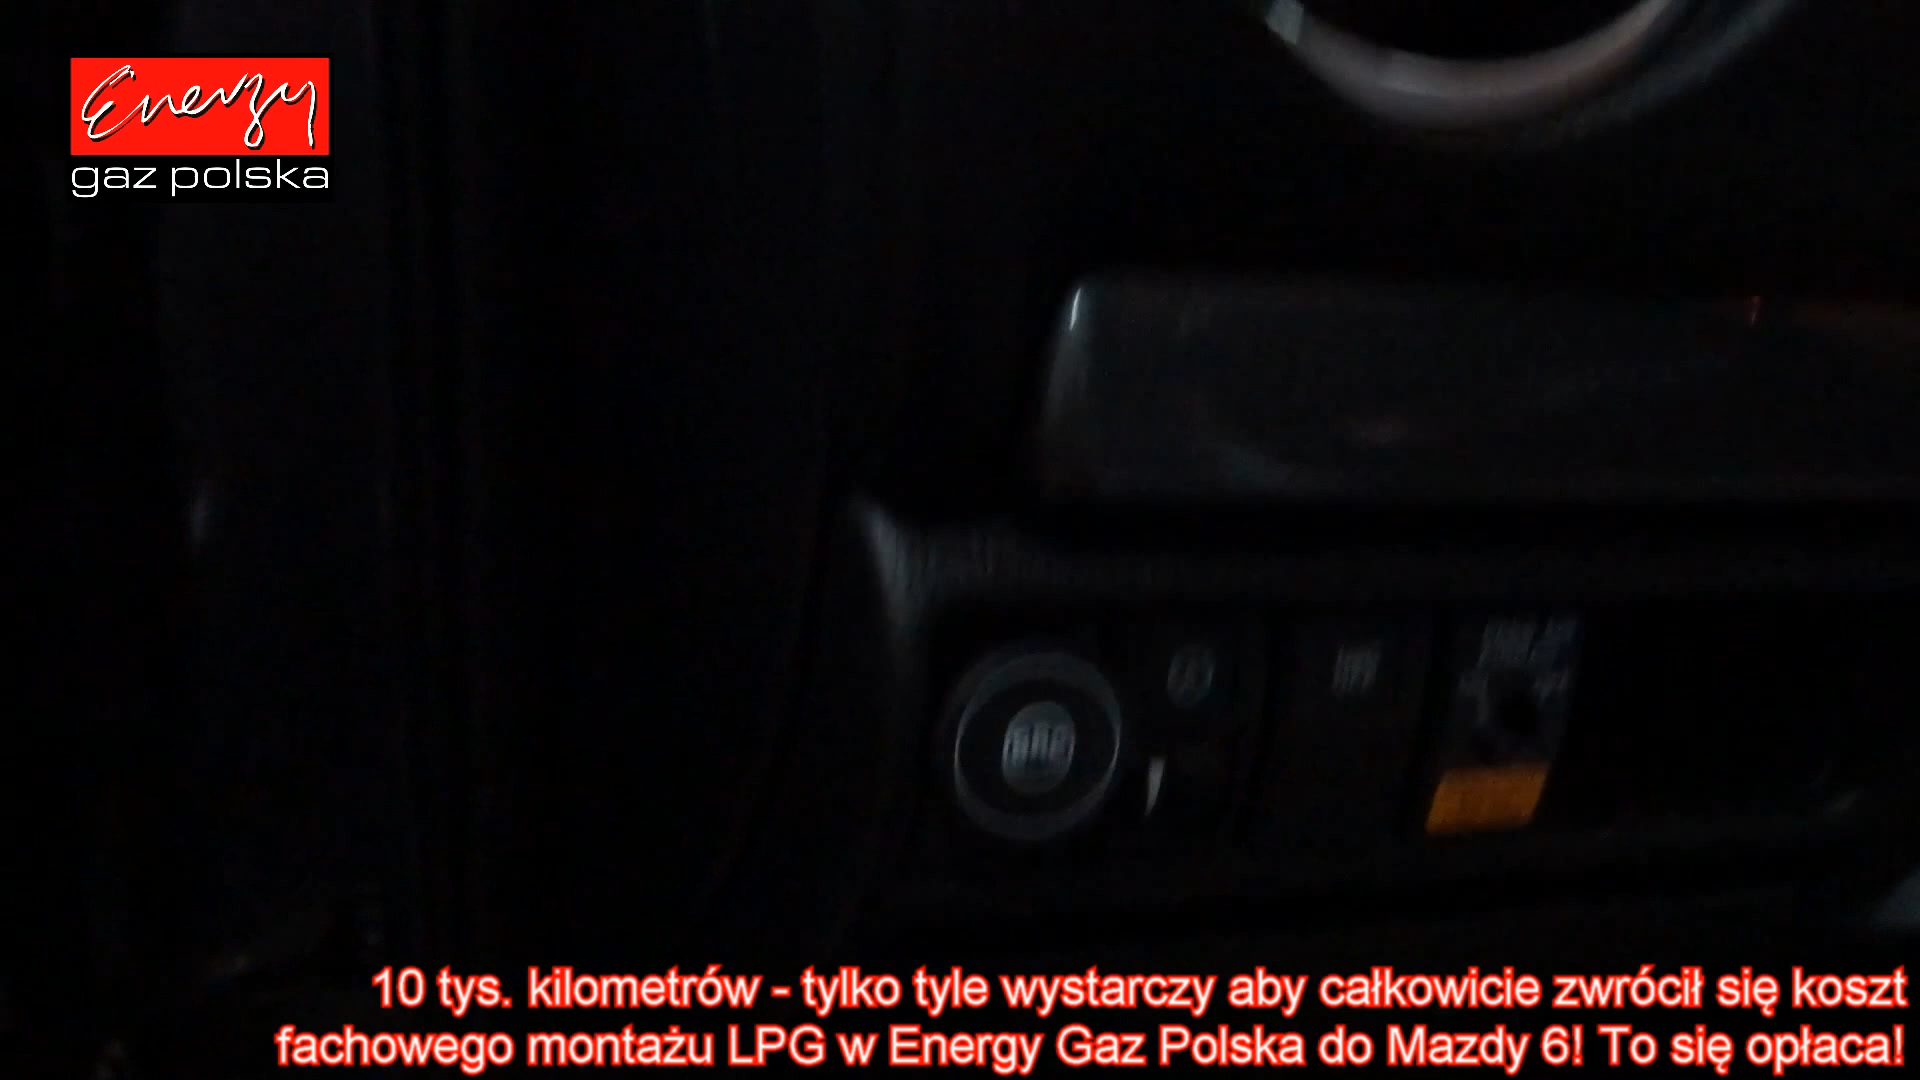 Energy
gaz polska
10 tys. kilometrów - tylko tyle wystarczy aby całkowicie zwrócił się koszt
fachowego montażu LPG w Energy Gaz Polska do Mazdy 6! To się opłaca!